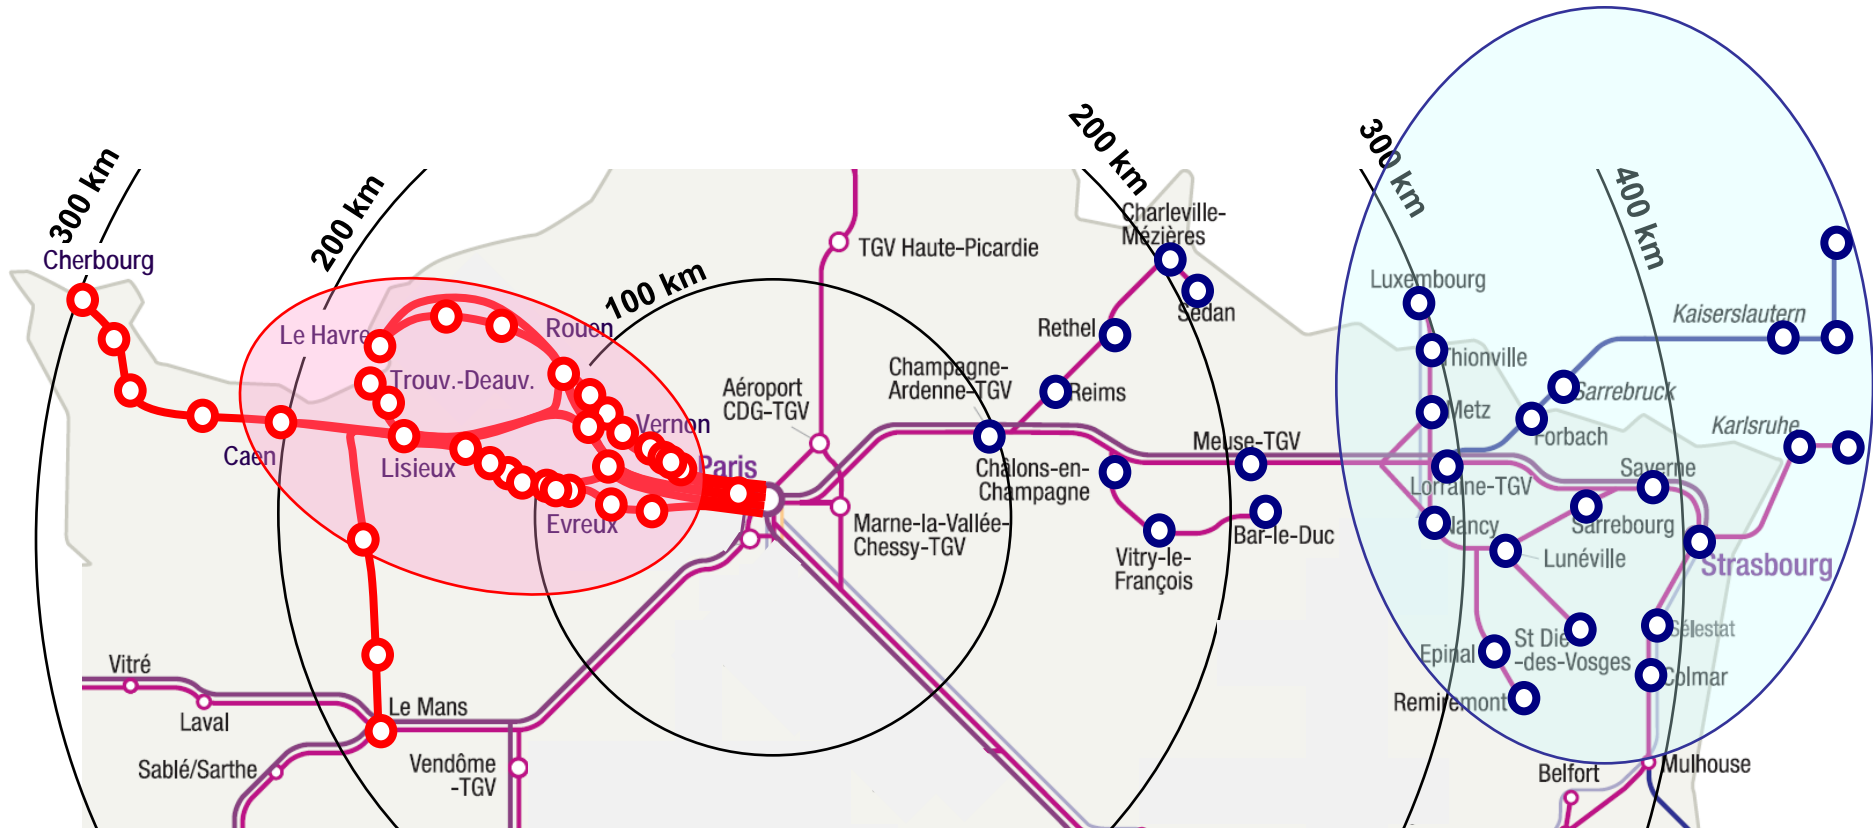 300 km
200 km
100 km
200 km
300 km
400 km
Cherbourg
Le Havre
Rouen
Trouv.-Deauv.
Vernon
Caen
Lisieux
Evreux
Paris
TGV Haute-Picardie
Charleville-
Mézières
Sedan
Rethel
Champagne-
Ardenne-TGV
Reims
Aéroport
CDG-TGV
Châlons-en-
Champagne
Meuse-TGV
Marne-la-Vallée-
Chessy-TGV
Vitry-le-
François
Bar-le-Duc
Luxembourg
Thionville
Metz
Kaiserslautern
Sarrebruck
Forbach
Karlsruhe
Lorraine-TGV
Saverne
Nancy
Sarrebourg
Lunéville
Strasbourg
Epinal
St Dié
-des-Vosges
Sélestat
Colmar
Remiremont
Belfort
Mulhouse
Vitré
Laval
Le Mans
Sablé/Sarthe
Vendôme
-TGV